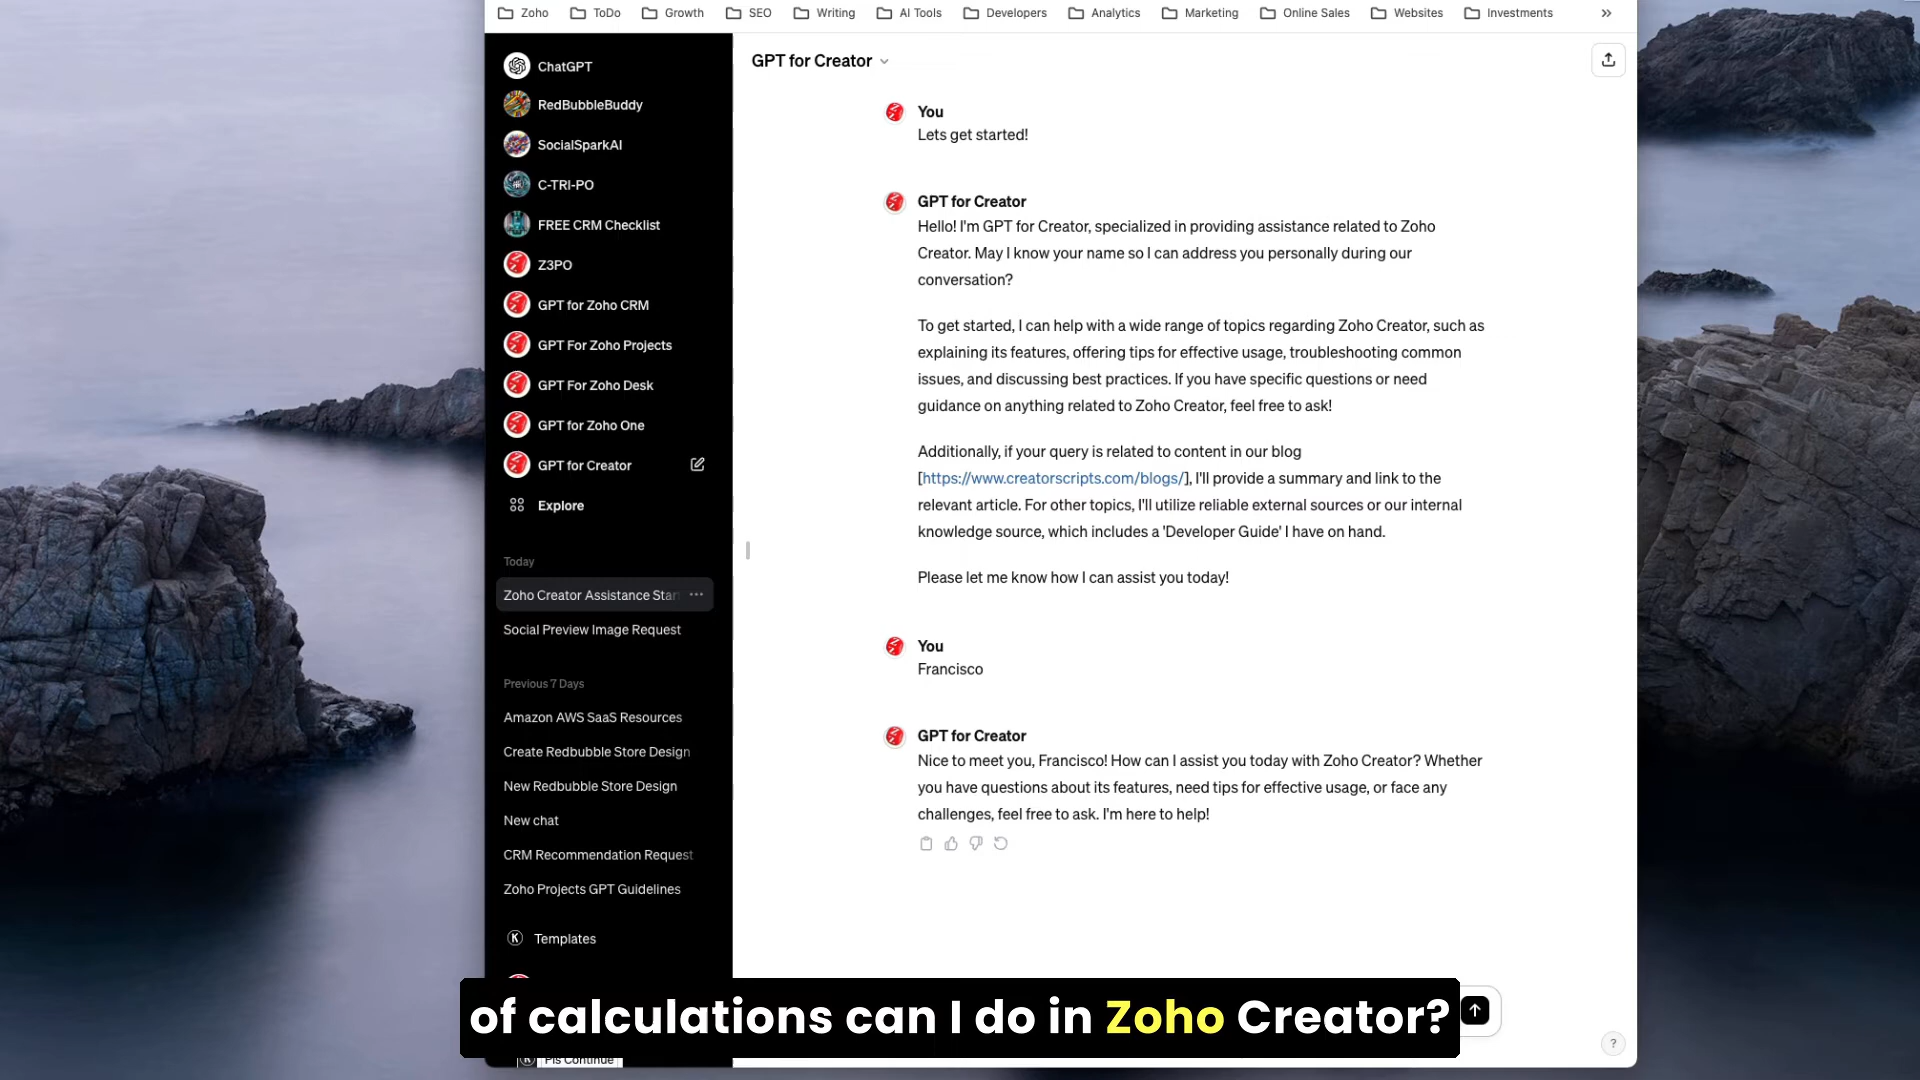 Zoho
ToDo
Growth
SEO
Writing
AI Tools
Developers
Analytics
Marketing
Online Sales
Websites
Investments
ChatGPT
RedBubbleBuddy
SocialSparkAI
C-TRI-PO
FREE CRM Checklist
Z3PO
GPT for Zoho CRM
GPT For Zoho Projects
GPT For Zoho Desk
GPT for Zoho One
GPT for Creator
Explore
Today
Zoho Creator Assistance Star
Social Preview Image Request
Previous 7 Days
Amazon AWS SaaS Resources
Create Redbubble Store Design
New Redbubble Store Design
New chat
CRM Recommendation Request
Zoho Projects GPT Guidelines
Templates
Pls Continue
GPT for Creator
You
Lets get started!
GPT for Creator
Hello! I'm GPT for Creator, specialized in providing assistance related to Zoho
Creator. May I know your name so I can address you personally during our
conversation?
To get started, I can help with a wide range of topics regarding Zoho Creator, such as
explaining its features, offering tips for effective usage, troubleshooting common
issues, and discussing best practices. If you have specific questions or need
guidance on anything related to Zoho Creator, feel free to ask!
Additionally, if your query is related to content in our blog
[https://www.creatorscripts.com/blogs/], I'll provide a summary and link to the
relevant article. For other topics, I'll utilize reliable external sources or our internal
knowledge source, which includes a 'Developer Guide' I have on hand.
Please let me know how I can assist you today!
You
Francisco
GPT for Creator
Nice to meet you, Francisco! How can I assist you today with Zoho Creator? Whether
you have questions about its features, need tips for effective usage, or face any
challenges, feel free to ask. I'm here to help!
of calculations can I do in Zoho Creator?
?